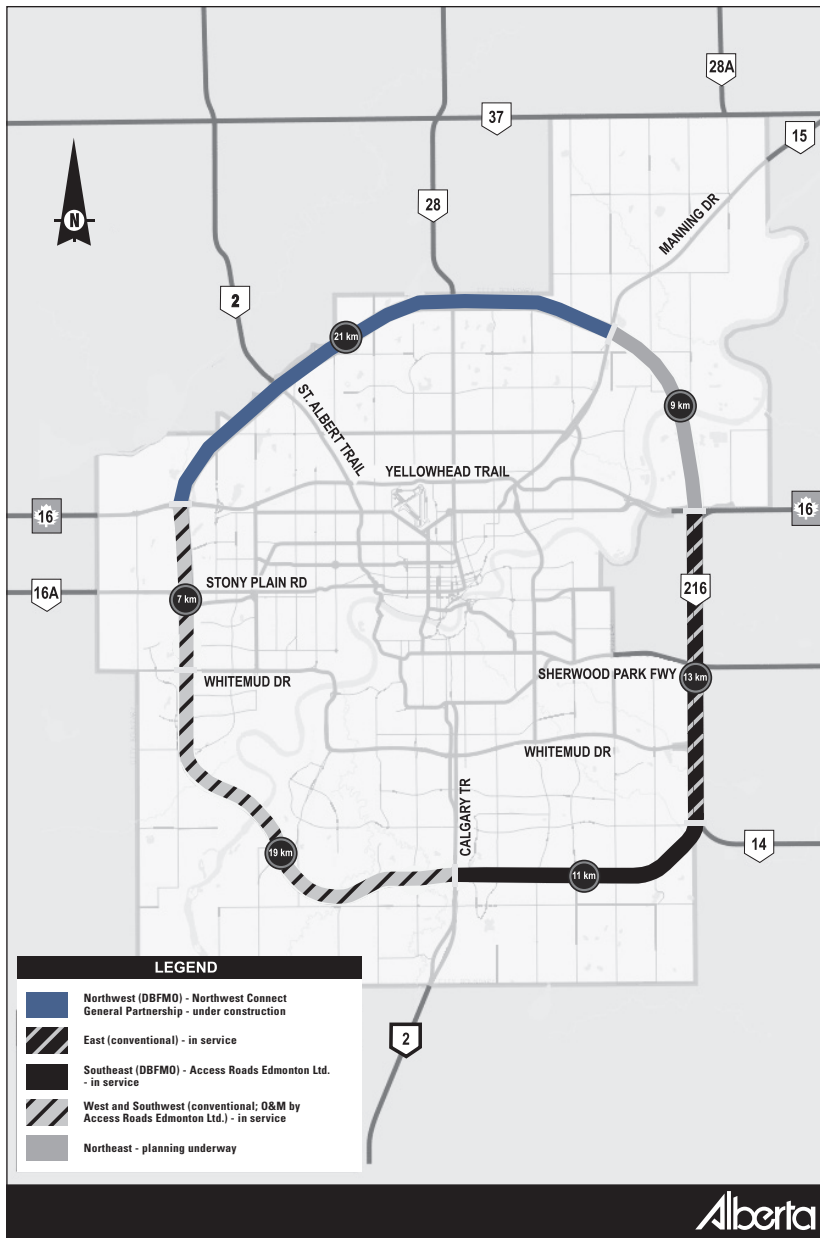 28A
37
15
28
MANNING DR
N
2
21 km
ST. ALBERT TRAIL
9 km
YELLOWHEAD TRAIL
16
16
STONY PLAIN RD
16A
7 km
216
WHITEMUD DR
SHERWOOD PARK FWY
13 km
WHITEMUD DR
CALGARY TR
14
19 km
11 km
LEGEND
Northwest (DBFMO) - Northwest Connect
General Partnership - under construction
East (conventional) - in service
Southeast (DBFMO) - Access Roads Edmonton Ltd.
- in service
West and Southwest (conventional; O&M by
Access Roads Edmonton Ltd.) - in service
Northeast - planning underway
2
Alberta